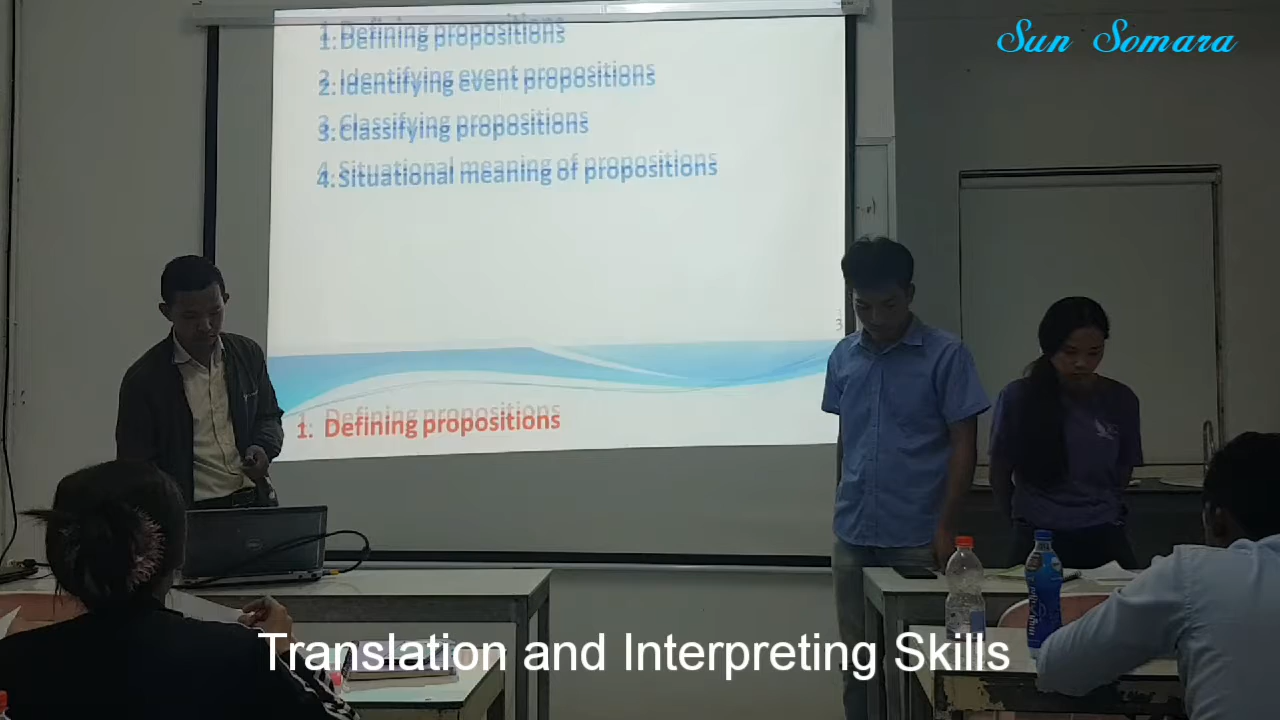 Sun Somara
1. Defining propositions
2. Identifying event propositions
3. Classifying propositions
4. Situational meaning of propositions
3
1. Defining propositions
Translation and Interpreting Skills